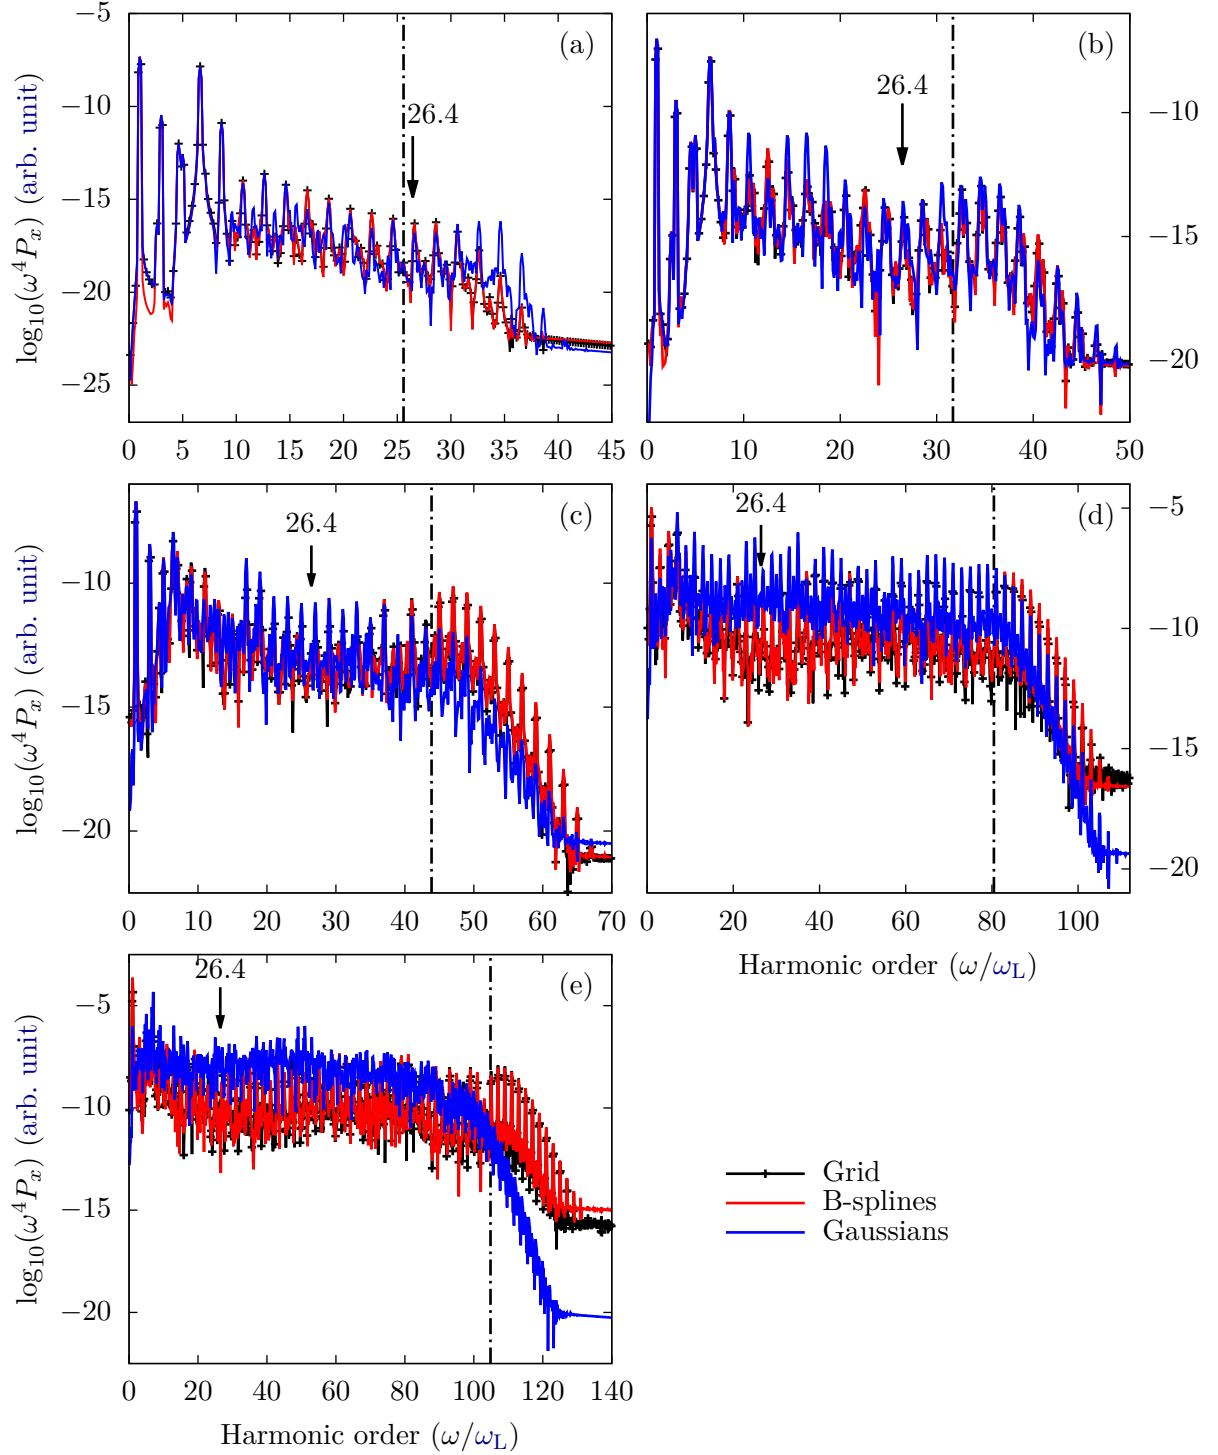 −5
−10
−15
−20
−25
log₁₀(ω⁴Pₓ) (arb. unit)
(a)
26.4
0 5 10 15 20 25 30 35 40 45
(b)
26.4
−10
−15
−20
0 10 20 30 40 50
−10
−15
−20
log₁₀(ω⁴Pₓ) (arb. unit)
(c)
26.4
0 10 20 30 40 50 60 70
(d)
26.4
−5
−10
−15
−20
0 20 40 60 80 100
Harmonic order (ω/ω_L)
−5
−10
−15
−20
log₁₀(ω⁴Pₓ) (arb. unit)
(e)
26.4
0 20 40 60 80 100 120 140
Harmonic order (ω/ω_L)
Grid
B-splines
Gaussians